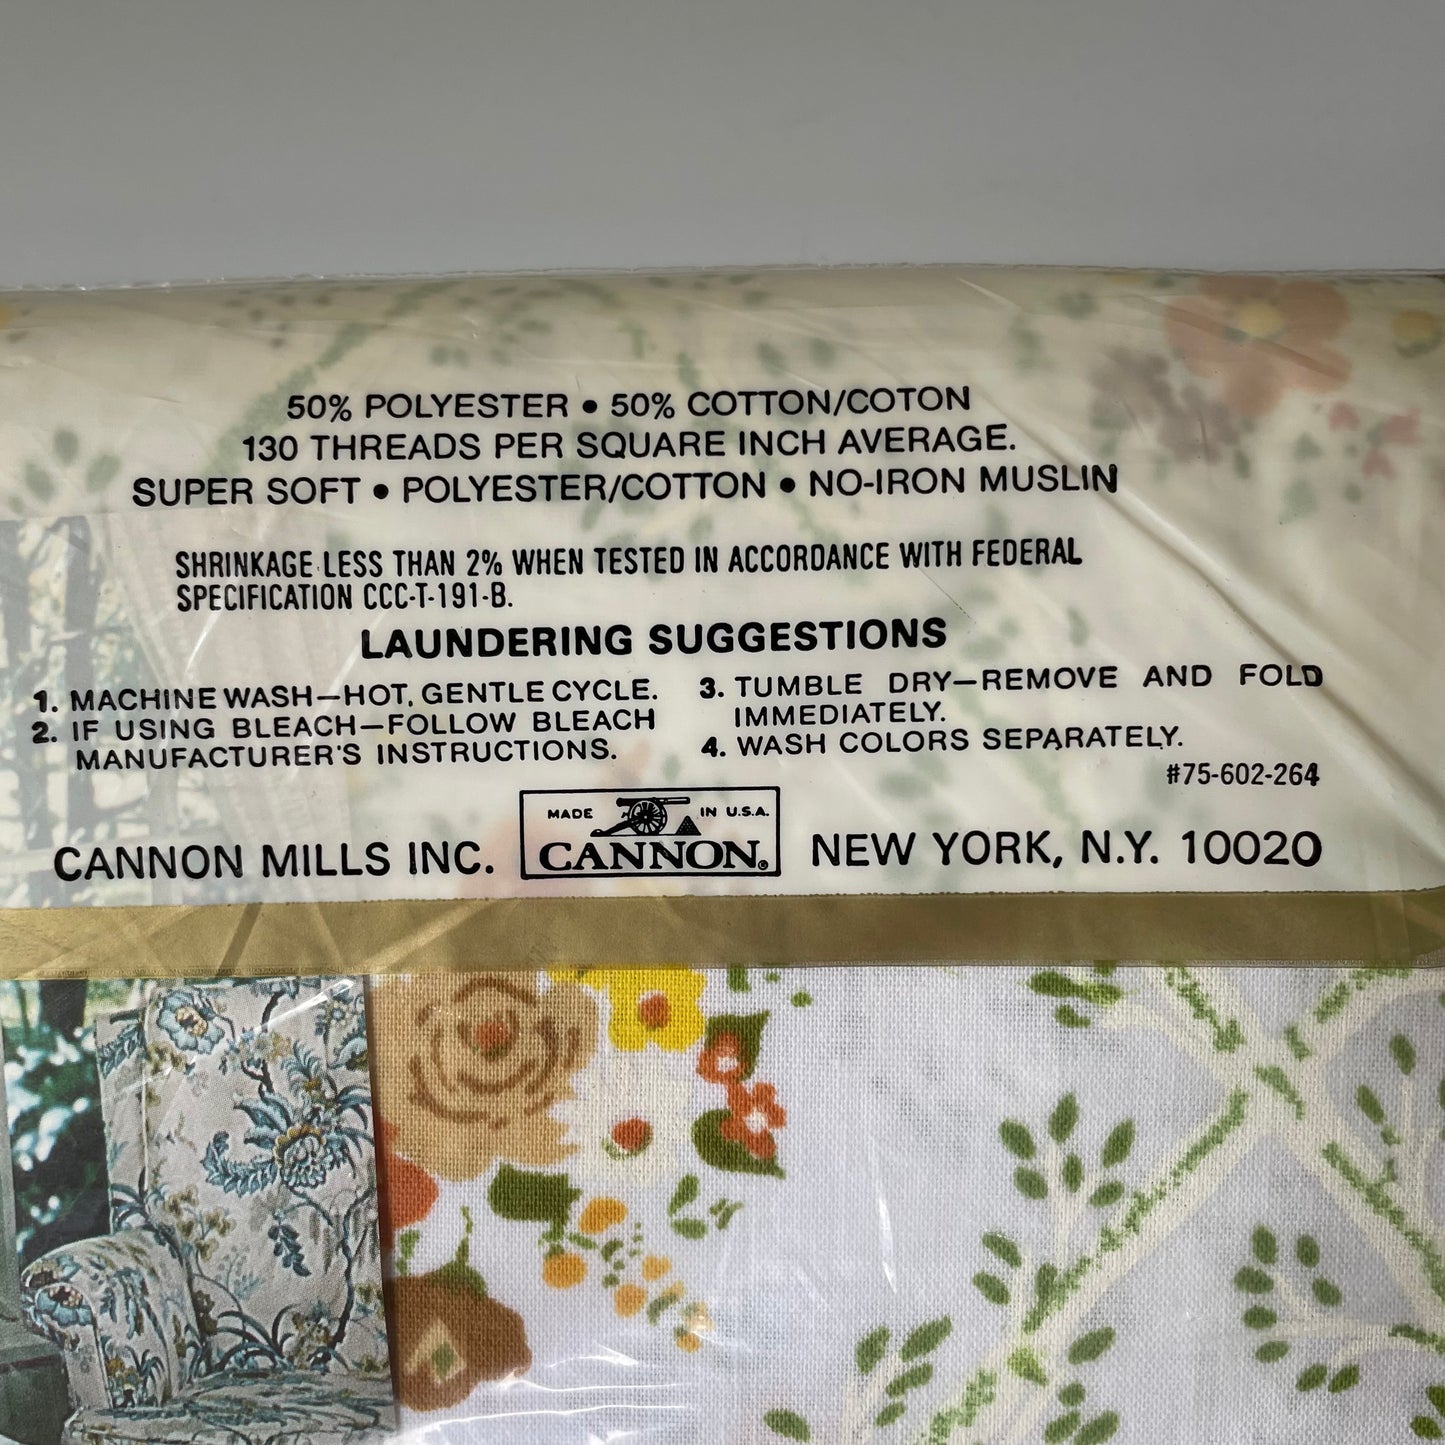 50% POLYESTER • 50% COTTON/COTON
130 THREADS PER SQUARE INCH AVERAGE.
SUPER SOFT • POLYESTER/COTTON • NO-IRON MUSLIN
SHRINKAGE LESS THAN 2% WHEN TESTED IN ACCORDANCE WITH FEDERAL
SPECIFICATION CCC-T-191-B.
LAUNDERING SUGGESTIONS
1. MACHINE WASH—HOT, GENTLE CYCLE.
2. IF USING BLEACH—FOLLOW BLEACH
MANUFACTURER'S INSTRUCTIONS.
3. TUMBLE DRY—REMOVE AND FOLD
IMMEDIATELY.
4. WASH COLORS SEPARATELY.
#75-602-264
CANNON MILLS INC.
MADE IN U.S.A.
CANNON®
NEW YORK, N.Y. 10020